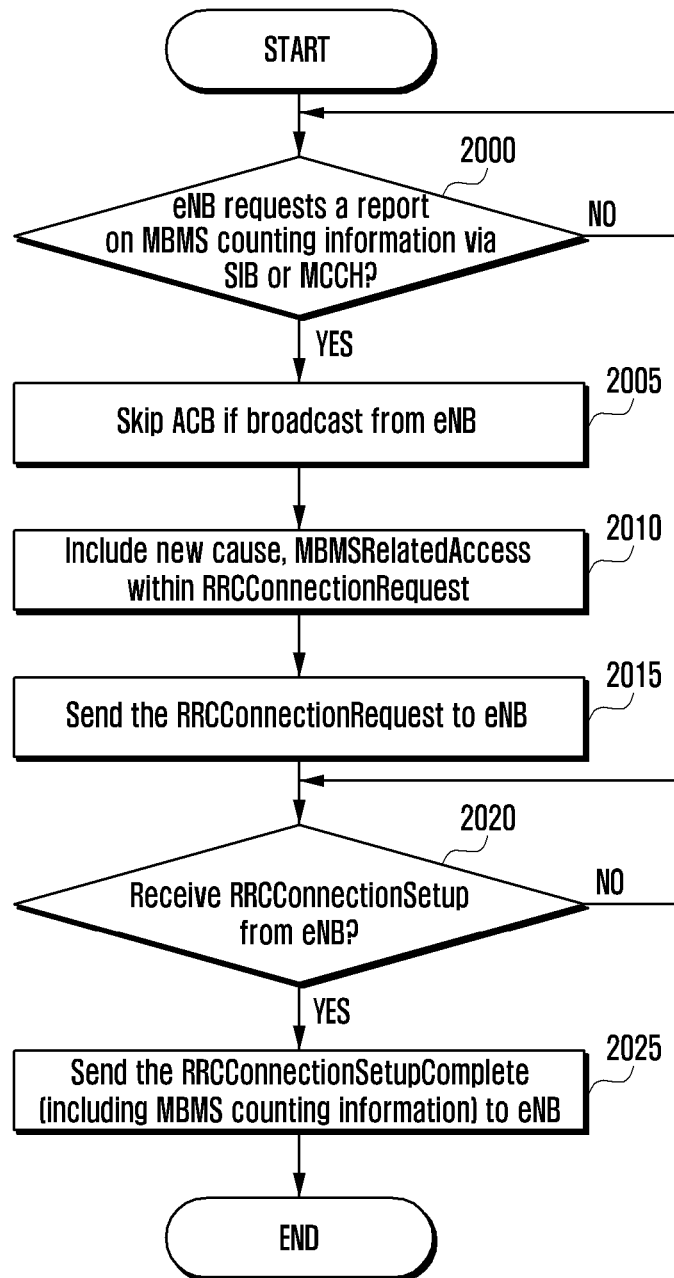 START
2000
eNB requests a report
on MBMS counting information via
SIB or MCCH?
NO
YES
2005
Skip ACB if broadcast from eNB
2010
Include new cause, MBMSRelatedAccess
within RRCConnectionRequest
2015
Send the RRCConnectionRequest to eNB
2020
Receive RRCConnectionSetup
from eNB?
NO
YES
2025
Send the RRCConnectionSetupComplete
(including MBMS counting information) to eNB
END